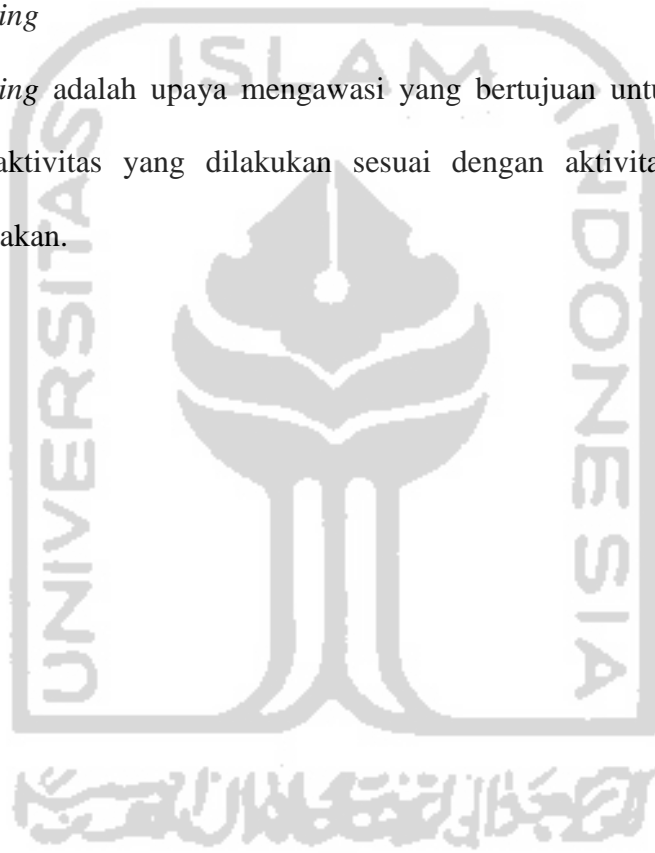 ing
ing adalah upaya mengawasi yang bertujuan untu
aktivitas yang dilakukan sesuai dengan aktivita
akan.
ISLAM
UNIVERSITAS
INDONESIA